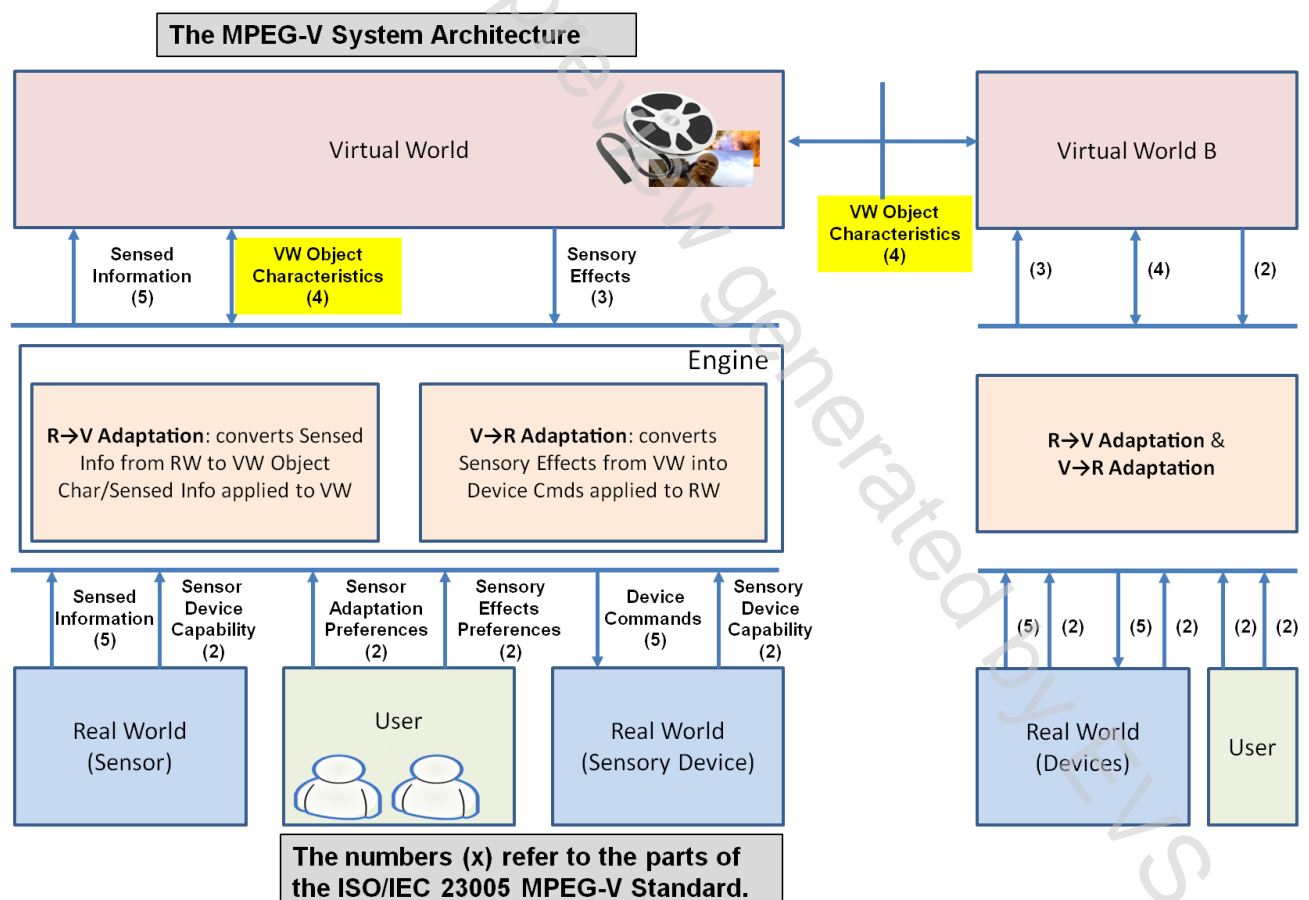 The MPEG-V System Architecture
Virtual World
Virtual World B
VW Object
Characteristics
(4)
Sensed
Information
(5)
VW Object
Characteristics
(4)
Sensory
Effects
(3)
(3)
(4)
(2)
Engine
R→V Adaptation: converts Sensed
Info from RW to VW Object
Char/Sensed Info applied to VW
V→R Adaptation: converts
Sensory Effects from VW into
Device Cmds applied to RW
R→V Adaptation &
V→R Adaptation
Sensed
Information
(5)
Sensor
Device
Capability
(2)
Sensor
Adaptation
Preferences
(2)
Sensory
Effects
Preferences
(2)
Device
Commands
(5)
Sensory
Device
Capability
(2)
(5)
(2)
(5)
(2)
(2)
(2)
Real World
(Sensor)
User
Real World
(Sensory Device)
Real World
(Devices)
User
The numbers (x) refer to the parts of
the ISO/IEC 23005 MPEG-V Standard.
preview generated by EVS